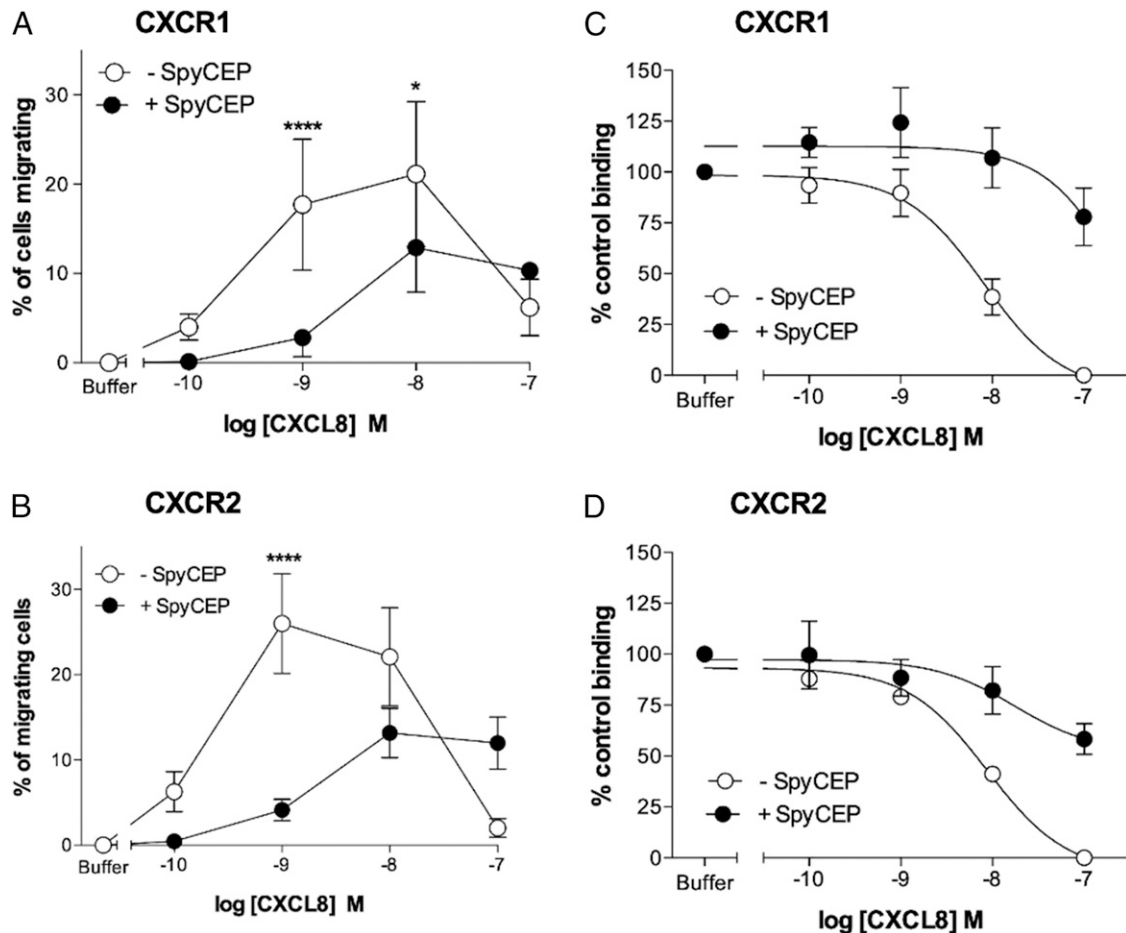 A
CXCR1
- SpyCEP
+ SpyCEP
% of cells migrating
30
20
10
0
****
*
Buffer
-10
-9
-8
-7
log [CXCL8] M
C
CXCR1
% control binding
150
125
100
75
50
25
0
- SpyCEP
+ SpyCEP
Buffer
-10
-9
-8
-7
log [CXCL8] M
B
CXCR2
- SpyCEP
+ SpyCEP
% of migrating cells
30
20
10
0
****
Buffer
-10
-9
-8
-7
log [CXCL8] M
D
CXCR2
% control binding
150
125
100
75
50
25
0
- SpyCEP
+ SpyCEP
Buffer
-10
-9
-8
-7
log [CXCL8] M